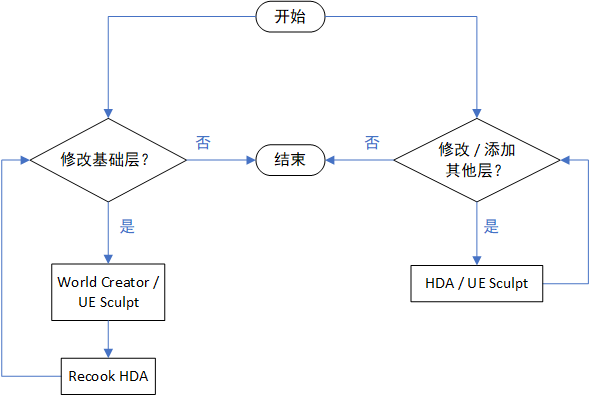 开始
修改基础层？
否
结束
否
修改 / 添加
其他层？
是
是
World Creator /
UE Sculpt
HDA / UE Sculpt
Recook HDA